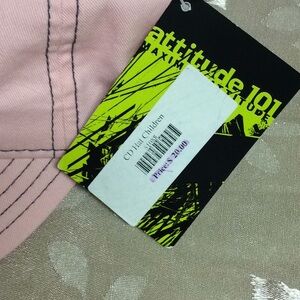 attitude 101
CD Hat Children
Price:$ 20.00